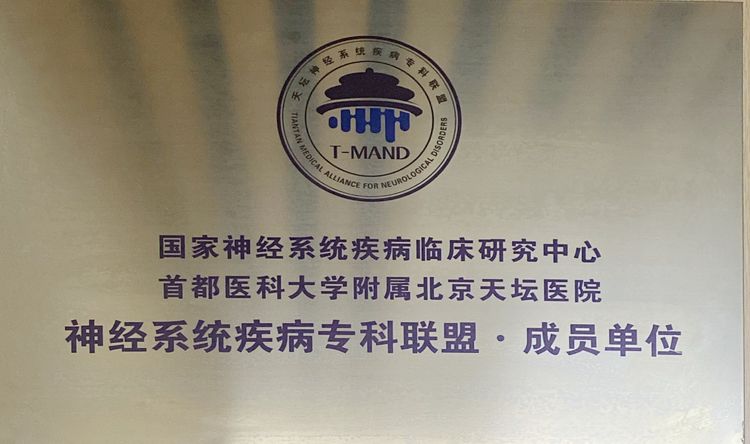 天坛神经系统疾病专科联盟
T-MAND
TIANTAN MEDICAL ALLIANCE FOR NEUROLOGICAL DISORDERS
国家神经系统疾病临床研究中心
首都医科大学附属北京天坛医院
神经系统疾病专科联盟·成员单位